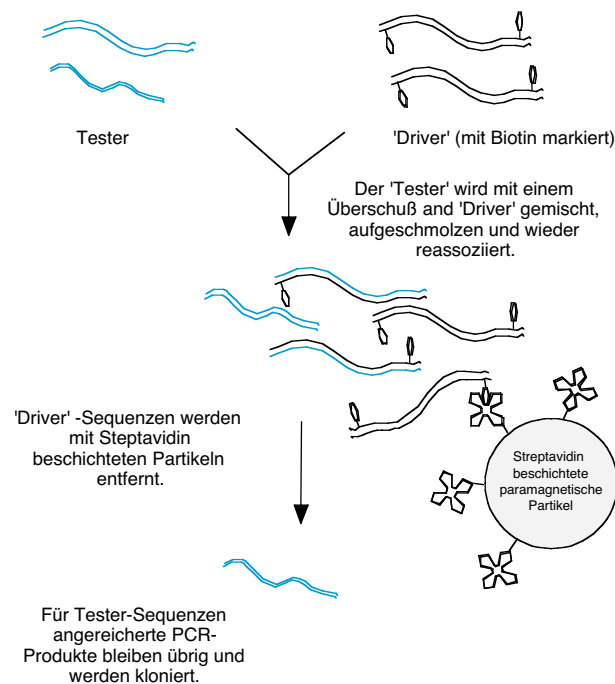 Tester
'Driver' (mit Biotin markiert)
Der 'Tester' wird mit einem
Überschuß and 'Driver' gemischt,
aufgeschmolzen und wieder
reassoziiert.
'Driver' -Sequenzen werden
mit Steptavidin
beschichteten Partikeln
entfernt.
Streptavidin
beschichtete
paramagnetische
Partikel
Für Tester-Sequenzen
angereicherte PCR-
Produkte bleiben übrig und
werden kloniert.